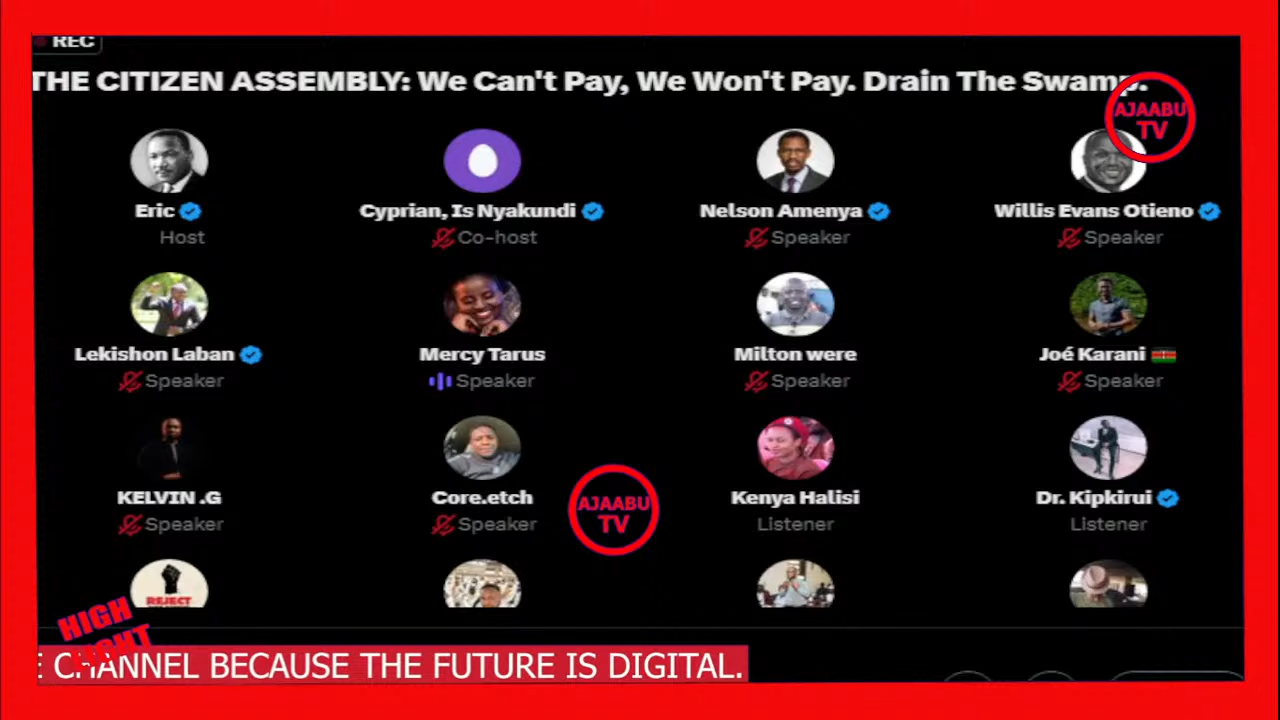 REC
THE CITIZEN ASSEMBLY: We Can't Pay, We Won't Pay. Drain The Swamp.
AJAABU
TV
Eric
Cyprian, Is Nyakundi
Nelson Amenya
Willis Evans Otieno
Host
Co-host
Speaker
Speaker
Lekishon Laban
Mercy Tarus
Milton were
Joé Karani
Speaker
Speaker
Speaker
Speaker
KELVIN .G
Core.etch
Kenya Halisi
Dr. Kipkirui
Speaker
Speaker
Listener
Listener
AJAABU
TV
REJECT
HIGH
E CHANNEL BECAUSE THE FUTURE IS DIGITAL.